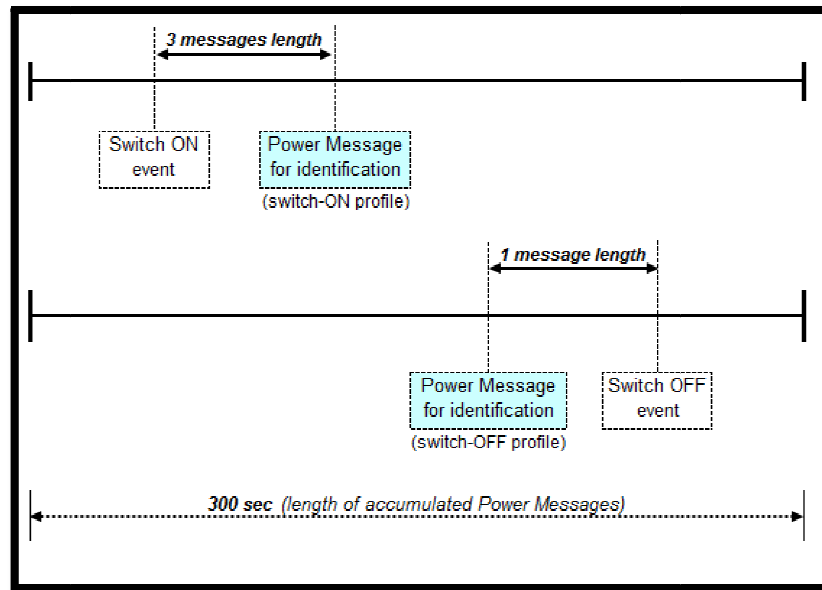 3 messages length
Switch ON
event
Power Message
for identification
(switch-ON profile)
1 message length
Power Message
for identification
(switch-OFF profile)
Switch OFF
event
300 sec (length of accumulated Power Messages)